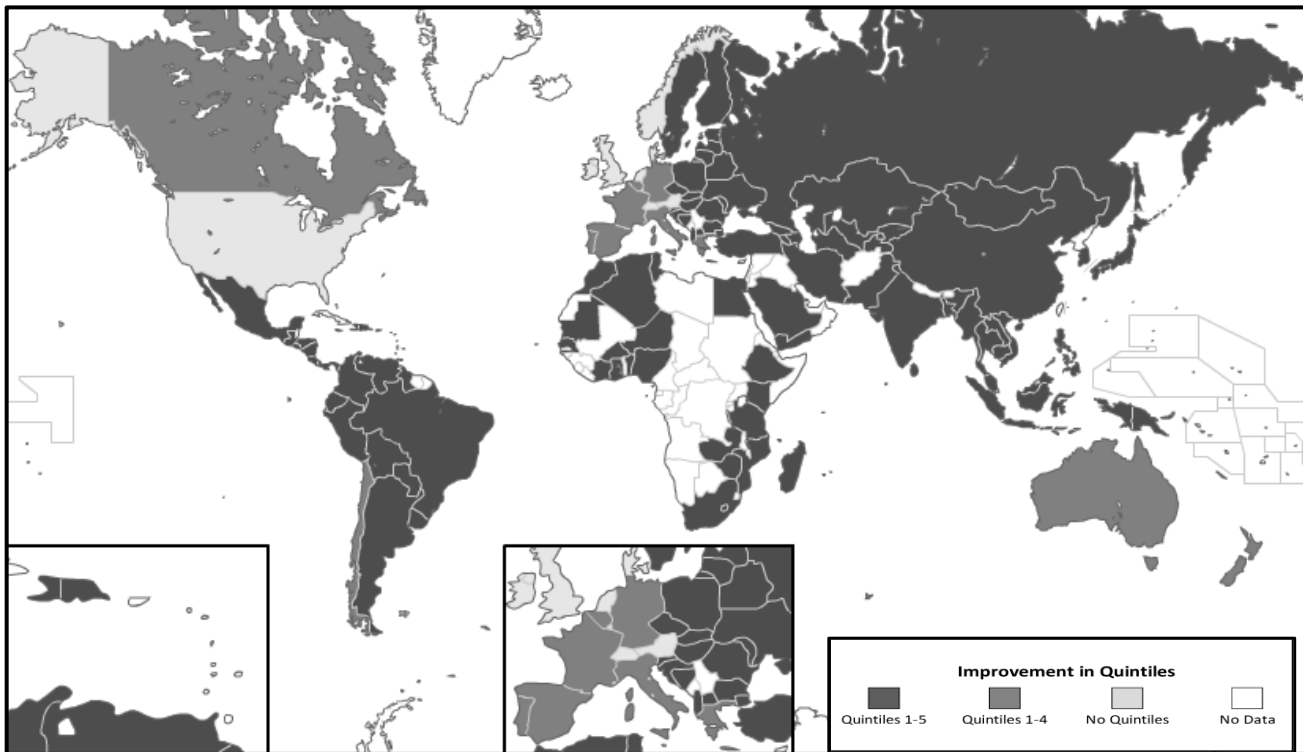 Improvement in Quintiles
Quintiles 1-5
Quintiles 1-4
No Quintiles
No Data